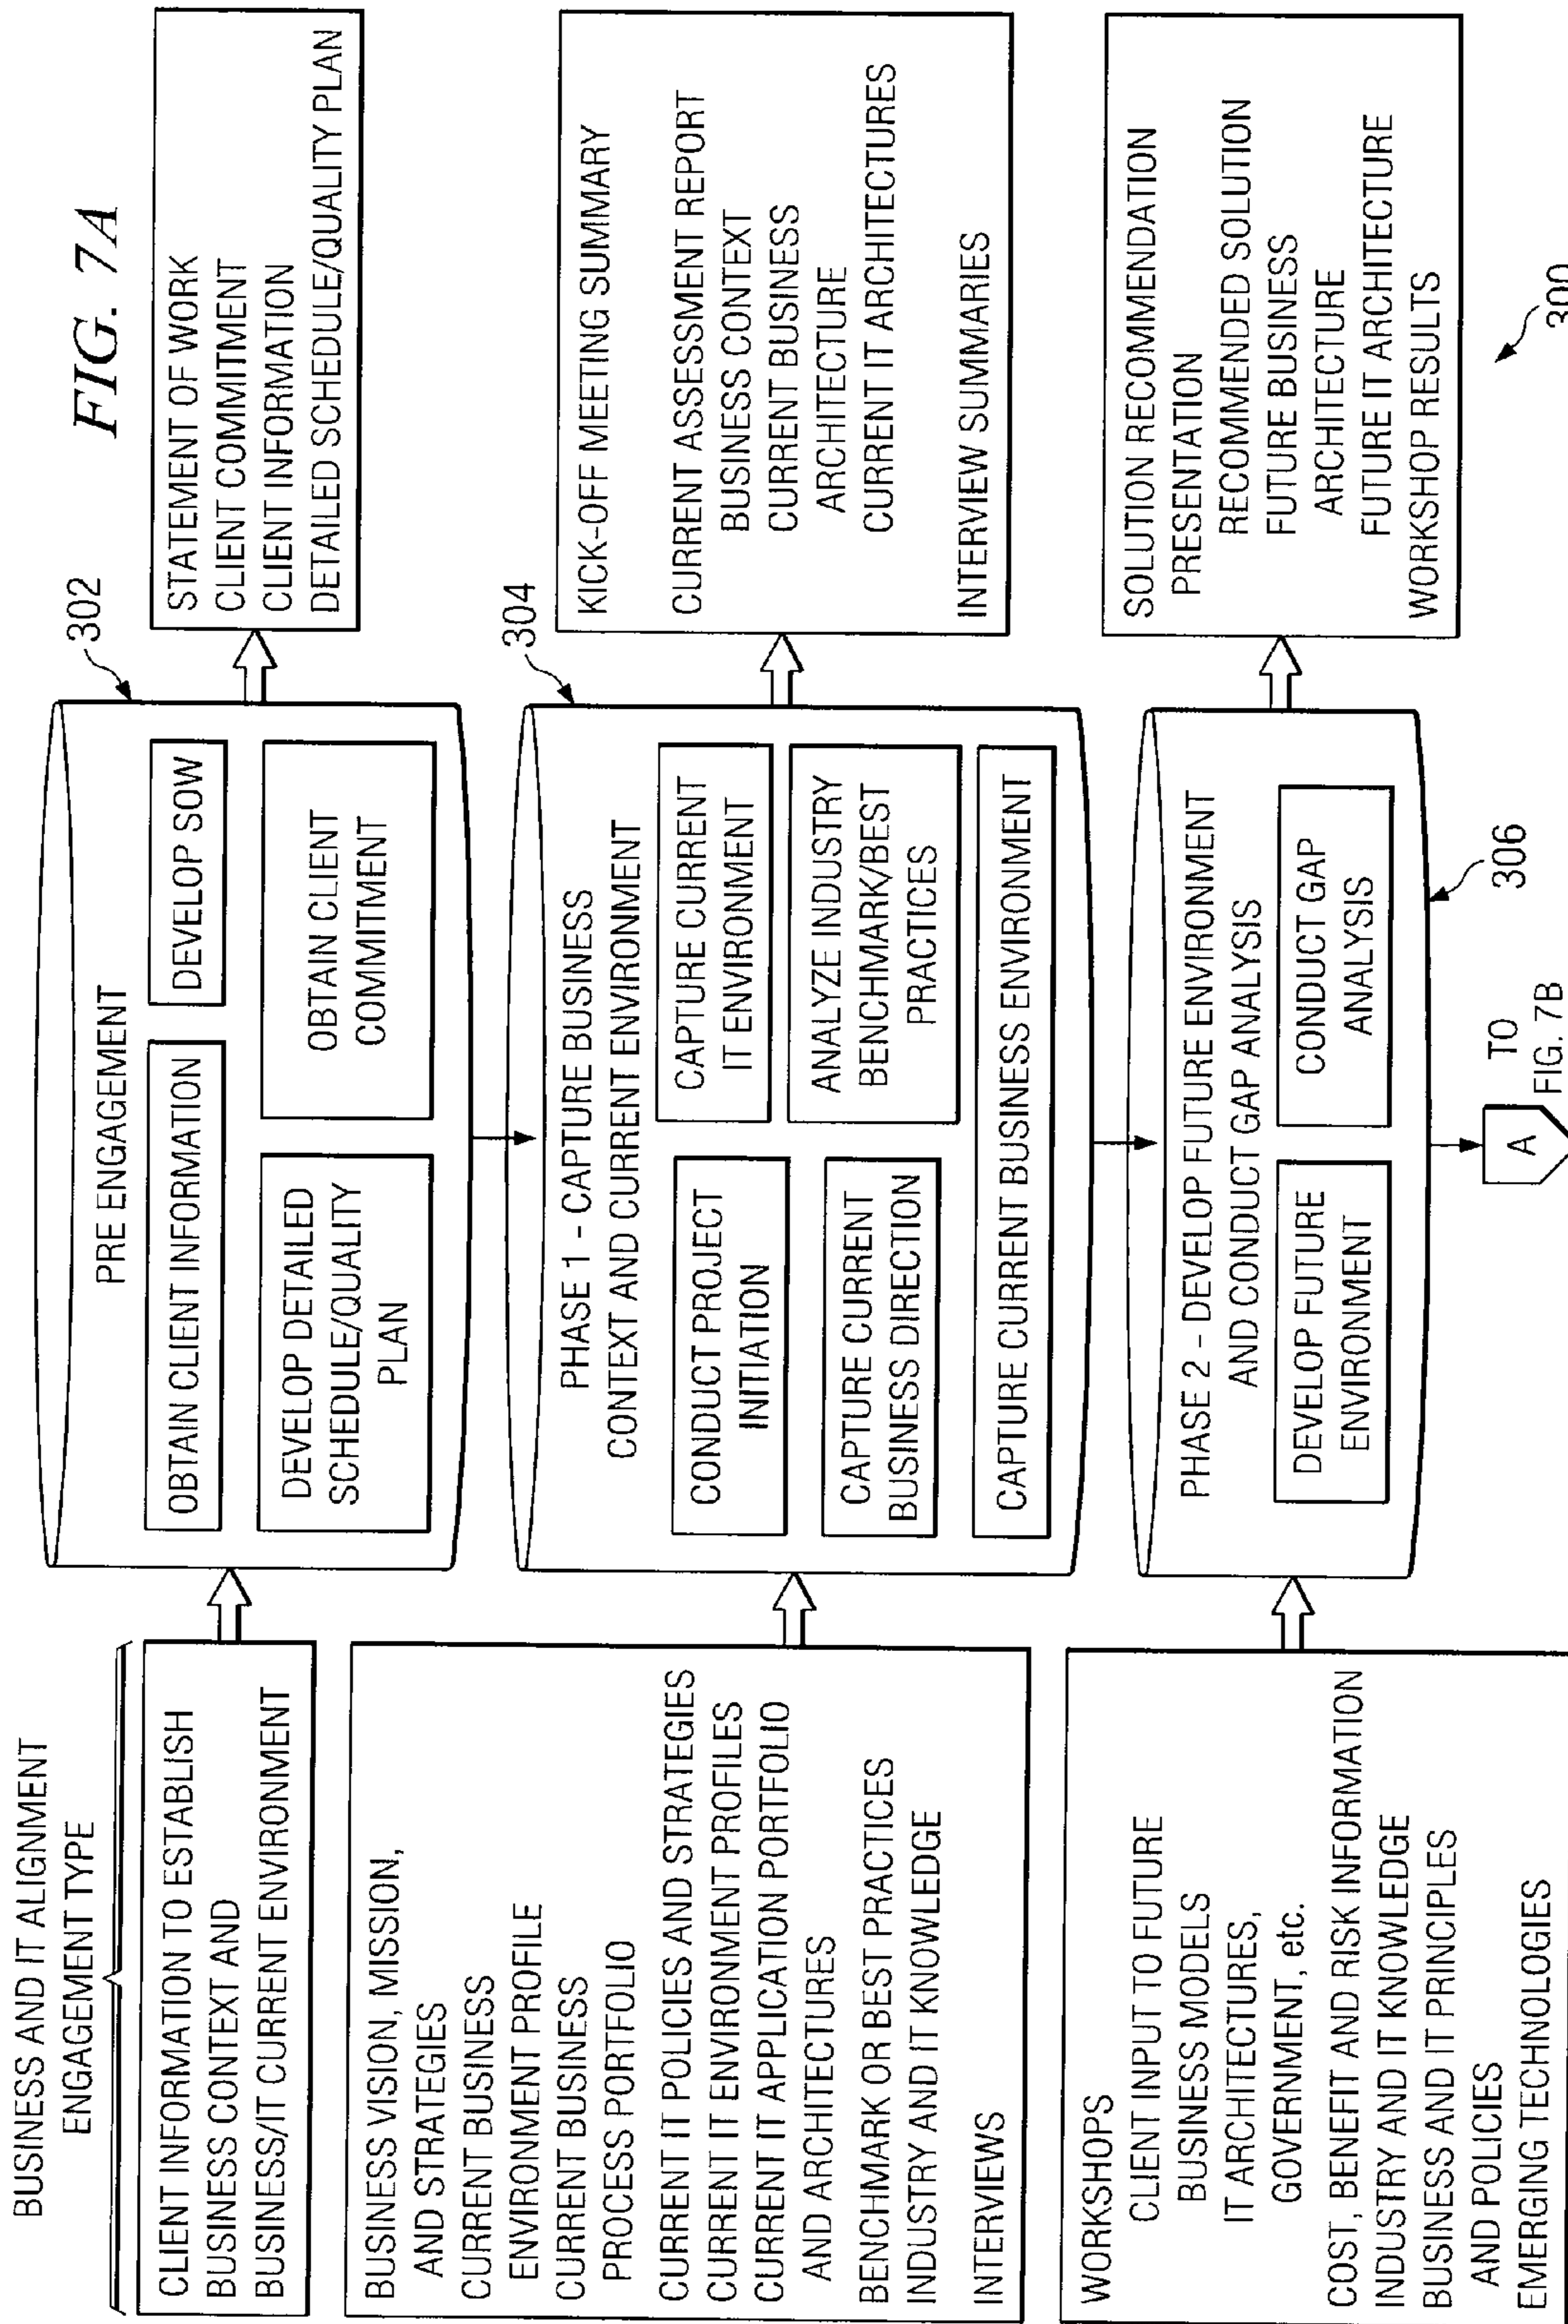 FIG. 7A
BUSINESS AND IT ALIGNMENT
ENGAGEMENT TYPE
CLIENT INFORMATION TO ESTABLISH
BUSINESS CONTEXT AND
BUSINESS/IT CURRENT ENVIRONMENT
302
PRE ENGAGEMENT
OBTAIN CLIENT INFORMATION
DEVELOP SOW
DEVELOP DETAILED
SCHEDULE/QUALITY
PLAN
OBTAIN CLIENT
COMMITMENT
STATEMENT OF WORK
CLIENT COMMITMENT
CLIENT INFORMATION
DETAILED SCHEDULE/QUALITY PLAN
BUSINESS VISION, MISSION,
AND STRATEGIES
CURRENT BUSINESS
ENVIRONMENT PROFILE
CURRENT BUSINESS
PROCESS PORTFOLIO
CURRENT IT POLICIES AND STRATEGIES
CURRENT IT ENVIRONMENT PROFILES
CURRENT IT APPLICATION PORTFOLIO
AND ARCHITECTURES
BENCHMARK OR BEST PRACTICES
INDUSTRY AND IT KNOWLEDGE
INTERVIEWS
304
PHASE 1 - CAPTURE BUSINESS
CONTEXT AND CURRENT ENVIRONMENT
CONDUCT PROJECT
INITIATION
CAPTURE CURRENT
IT ENVIRONMENT
CAPTURE CURRENT
BUSINESS DIRECTION
ANALYZE INDUSTRY
BENCHMARK/BEST
PRACTICES
CAPTURE CURRENT BUSINESS ENVIRONMENT
KICK-OFF MEETING SUMMARY
CURRENT ASSESSMENT REPORT
BUSINESS CONTEXT
CURRENT BUSINESS
ARCHITECTURE
CURRENT IT ARCHITECTURES
INTERVIEW SUMMARIES
WORKSHOPS
CLIENT INPUT TO FUTURE
BUSINESS MODELS
IT ARCHITECTURES,
GOVERNMENT, etc.
COST, BENEFIT AND RISK INFORMATION
INDUSTRY AND IT KNOWLEDGE
BUSINESS AND IT PRINCIPLES
AND POLICIES
EMERGING TECHNOLOGIES
PHASE 2 - DEVELOP FUTURE ENVIRONMENT
AND CONDUCT GAP ANALYSIS
DEVELOP FUTURE
ENVIRONMENT
CONDUCT GAP
ANALYSIS
306
SOLUTION RECOMMENDATION
PRESENTATION
RECOMMENDED SOLUTION
FUTURE BUSINESS
ARCHITECTURE
FUTURE IT ARCHITECTURE
WORKSHOP RESULTS
A
TO
FIG. 7B
300